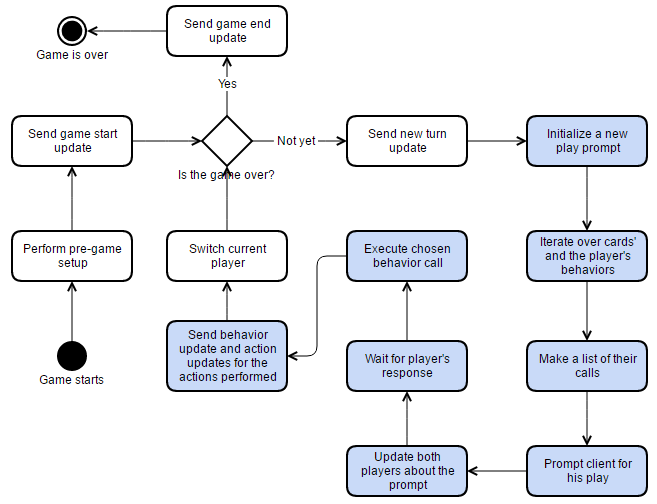 Send game end
update
Game is over
Yes
Send game start
update
Not yet
Send new turn
update
Initialize a new
play prompt
Is the game over?
Perform pre-game
setup
Switch current
player
Execute chosen
behavior call
Iterate over cards'
and the player's
behaviors
Send behavior
update and action
updates for the
actions performed
Wait for player's
response
Make a list of their
calls
Game starts
Update both
players about the
prompt
Prompt client for
his play